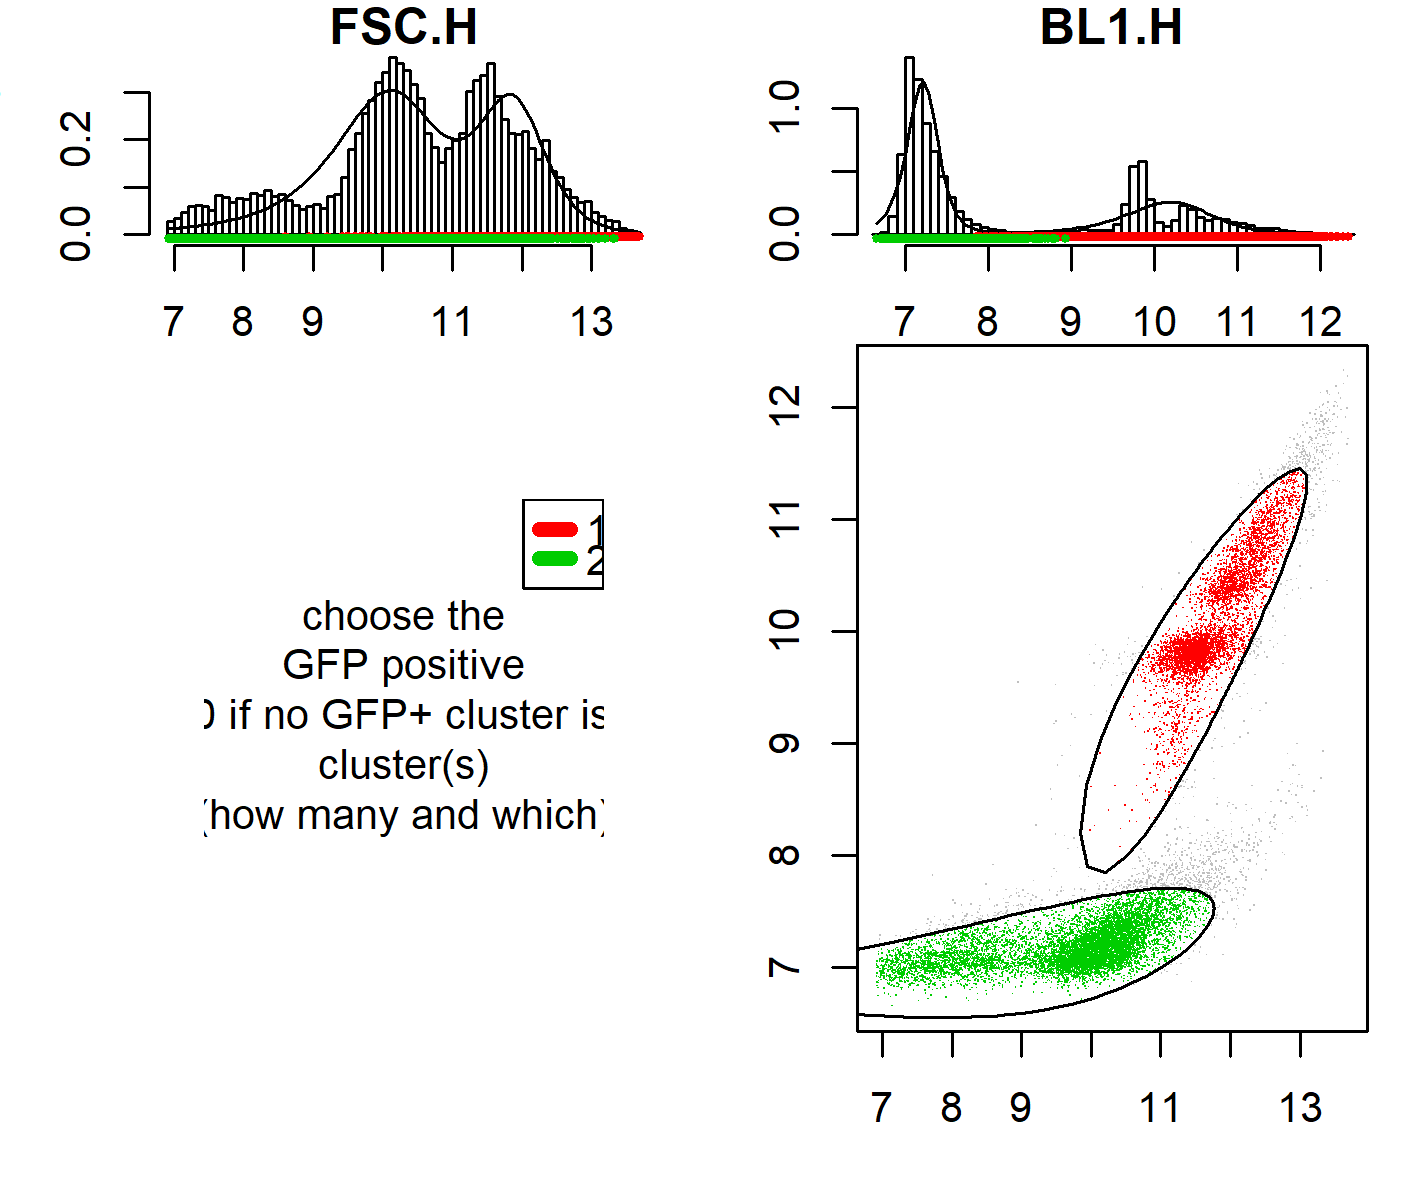 FSC.H
BL1.H
0.2
0.0
7 8 9 11 13
1.0
0.0
7 8 9 10 11 12
1
2
choose the
GFP positive
if no GFP+ cluster is
cluster(s)
(how many and which)
12
11
10
9
8
7
7 8 9 11 13